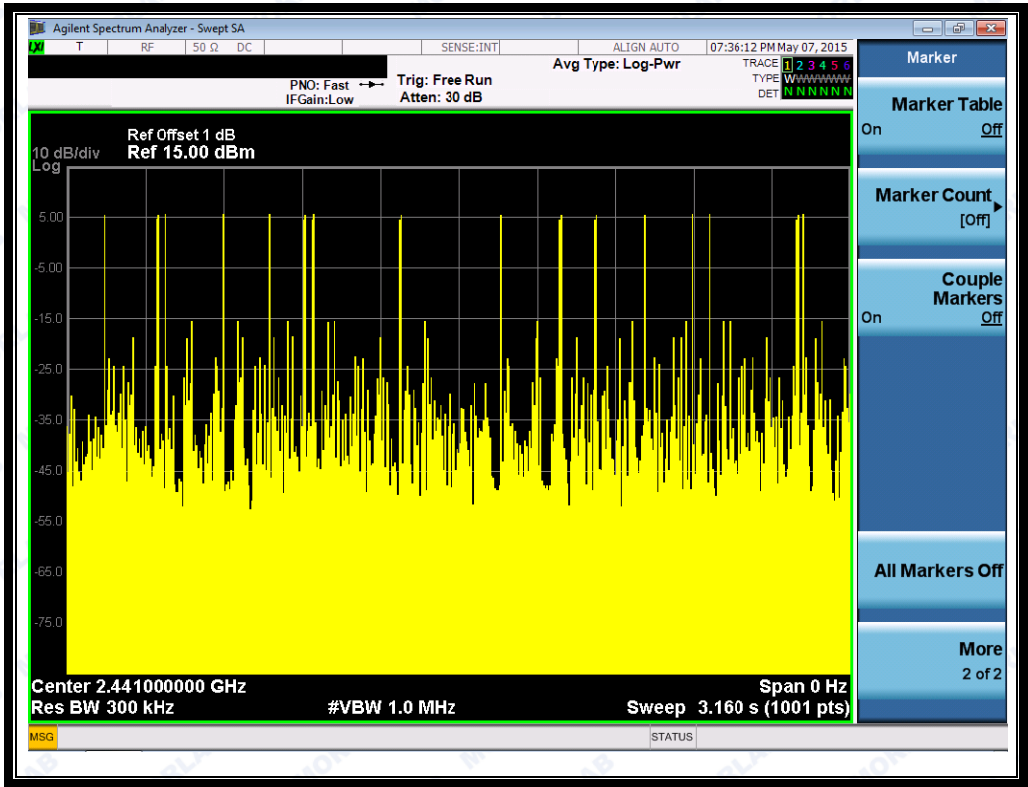 Agilent Spectrum Analyzer - Swept SA
LXI T RF 50 Ω DC SENSE:INT ALIGN AUTO 07:36:12 PM May 07, 2015
Avg Type: Log-Pwr TRACE 1 2 3 4 5 6
PNO: Fast Trig: Free Run TYPE WWWWWW
IFGain:Low Atten: 30 dB DET N N N N N N
Ref Offset 1 dB
10 dB/div Ref 15.00 dBm
Log
5.00
-5.00
-15.0
-25.0
-35.0
-45.0
-55.0
-65.0
-75.0
Center 2.441000000 GHz Span 0 Hz
Res BW 300 kHz #VBW 1.0 MHz Sweep 3.160 s (1001 pts)
MSG STATUS
Marker
Marker Table
On Off
Marker Count
[Off]
Couple
Markers
On Off
All Markers Off
More
2 of 2